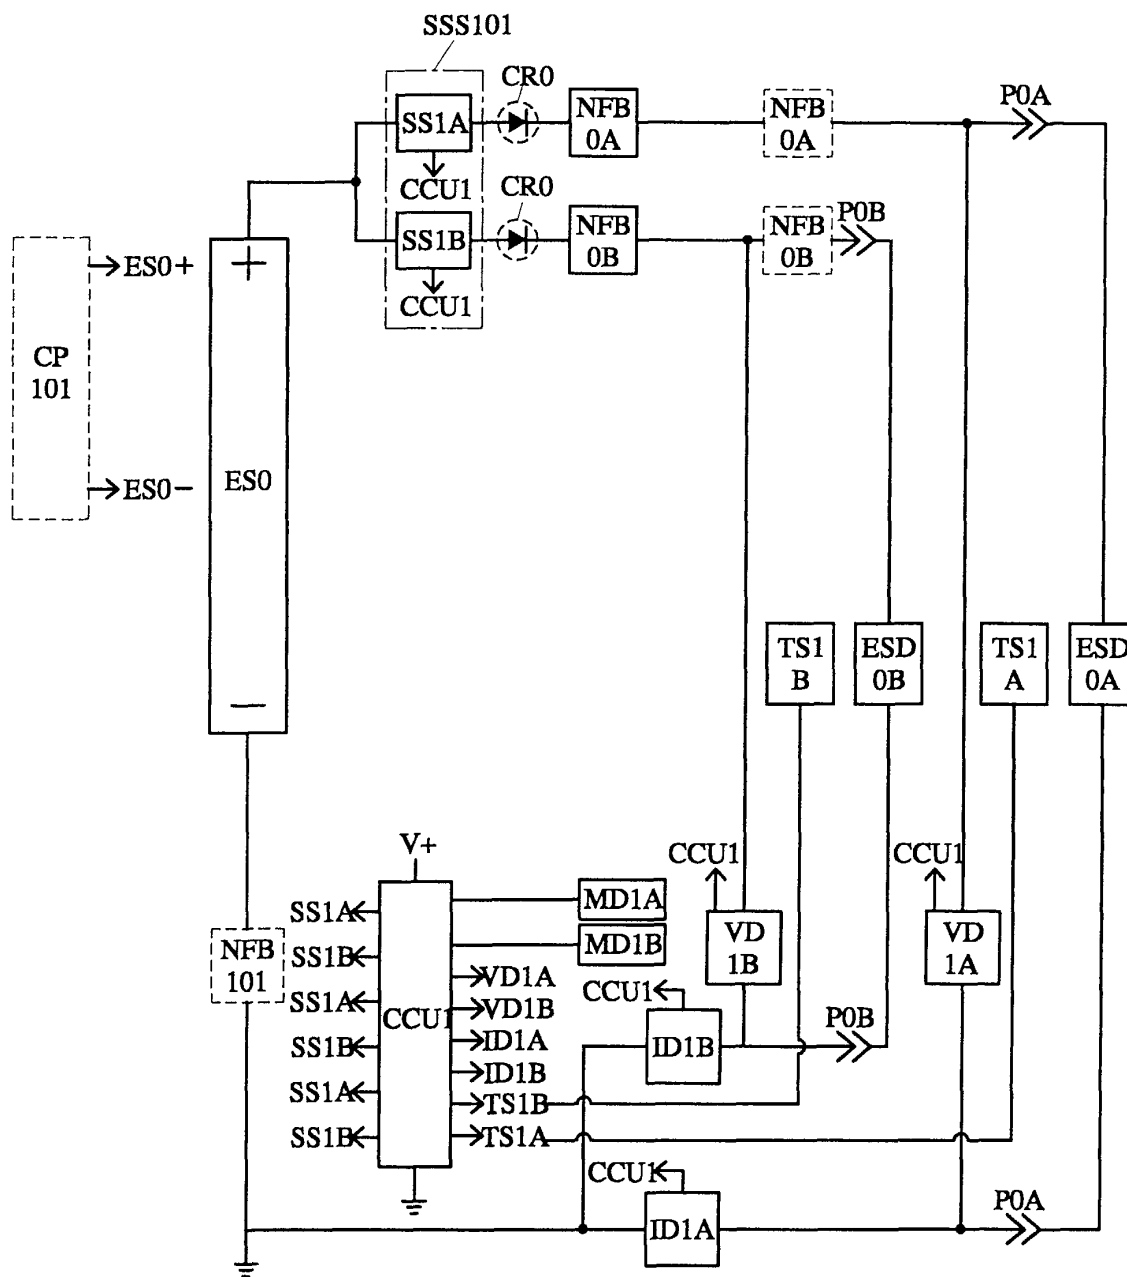 SSS101
CR0
P0A
SS1A
NFB
0A
NFB
0A
CCU1
CR0
P0B
SS1B
NFB
0B
NFB
0B
CCU1
ES0+
+
CP
101
ES0
ES0−
−
TS1
B
ESD
0B
TS1
A
ESD
0A
V+
CCU1
CCU1
MD1A
SS1A
MD1B
VD
1B
VD
1A
NFB
101
SS1B
VD1A
SS1A
CCU1
VD1B
CCU1
P0B
ID1A
ID1B
SS1B
ID1B
SS1A
TS1B
SS1B
TS1A
CCU1
P0A
ID1A